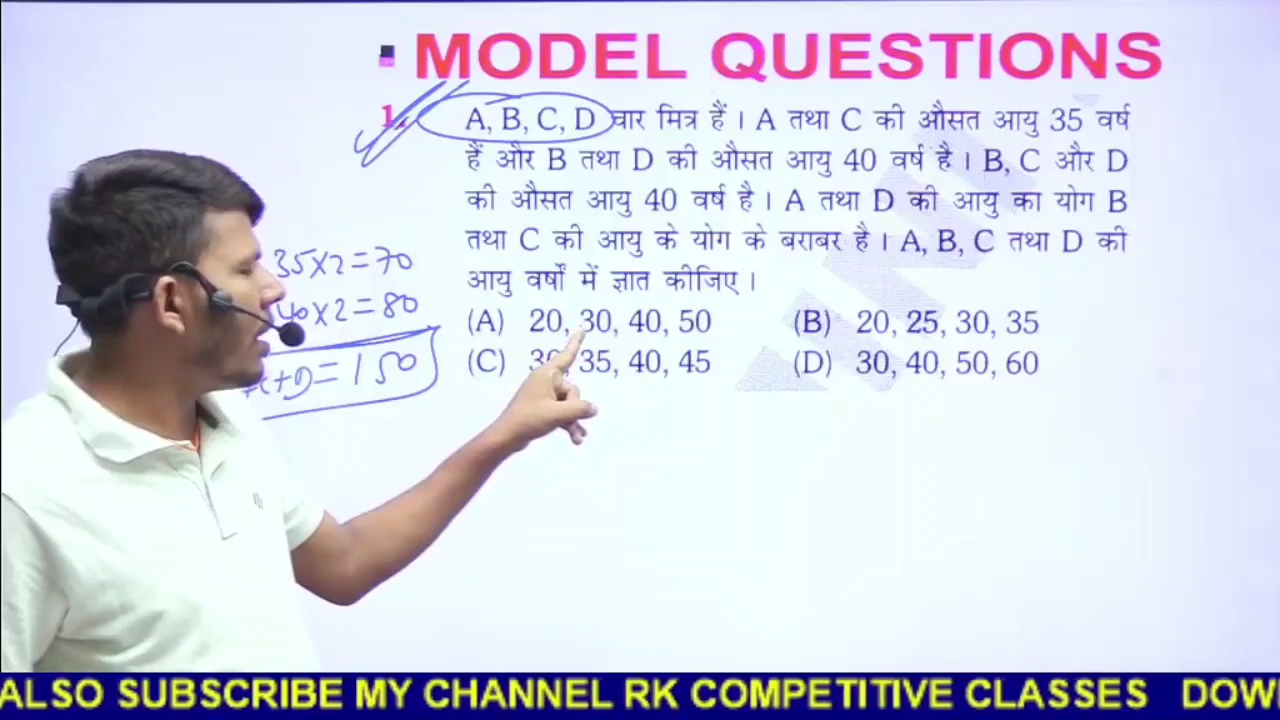 MODEL QUESTIONS
1. A, B, C, D चार मित्र हैं । A तथा C की औसत आयु 35 वर्ष
हैं और B तथा D की औसत आयु 40 वर्ष है । B, C और D
की औसत आयु 40 वर्ष है । A तथा D की आयु का योग B
तथा C की आयु के योग के बराबर है । A, B, C तथा D की
आयु वर्षों में ज्ञात कीजिए ।
(A) 20, 30, 40, 50 (B) 20, 25, 30, 35
(C) 30, 35, 40, 45 (D) 30, 40, 50, 60
35×2=70
40×2=80
+D=150
ALSO SUBSCRIBE MY CHANNEL RK COMPETITIVE CLASSES DOW